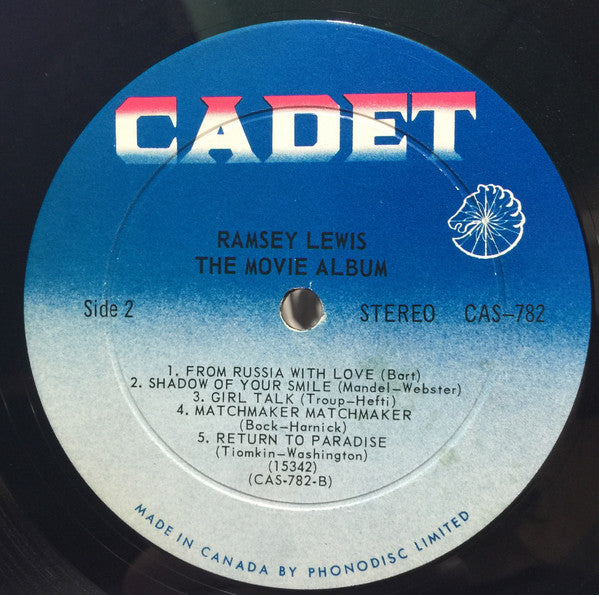 CADET
RAMSEY LEWIS
THE MOVIE ALBUM
Side 2
STEREO CAS-782
1. FROM RUSSIA WITH LOVE (Bart)
2. SHADOW OF YOUR SMILE (Mandel-Webster)
3. GIRL TALK (Troup-Hefti)
4. MATCHMAKER MATCHMAKER
(Bock-Harnick)
5. RETURN TO PARADISE
(Tiomkin-Washington)
(15342)
(CAS-782-B)
MADE IN CANADA BY PHONODISC LIMITED